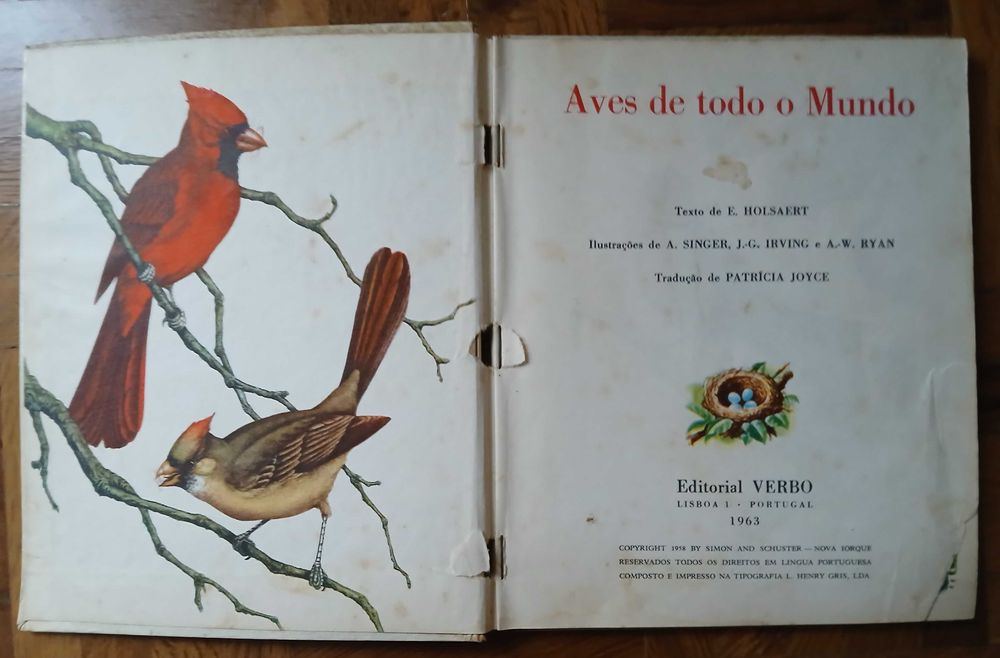 Aves de todo o Mundo
Texto de E. HOLSAERT
Ilustrações de A. SINGER, J.-G. IRVING e A.-W. RYAN
Tradução de PATRÍCIA JOYCE
Editorial VERBO
LISBOA 1 · PORTUGAL
1963
COPYRIGHT 1958 BY SIMON AND SCHUSTER — NOVA IORQUE
RESERVADOS TODOS OS DIREITOS EM LINGUA PORTUGUESA
COMPOSTO E IMPRESSO NA TIPOGRAFIA L. HENRY GRIS, LDA